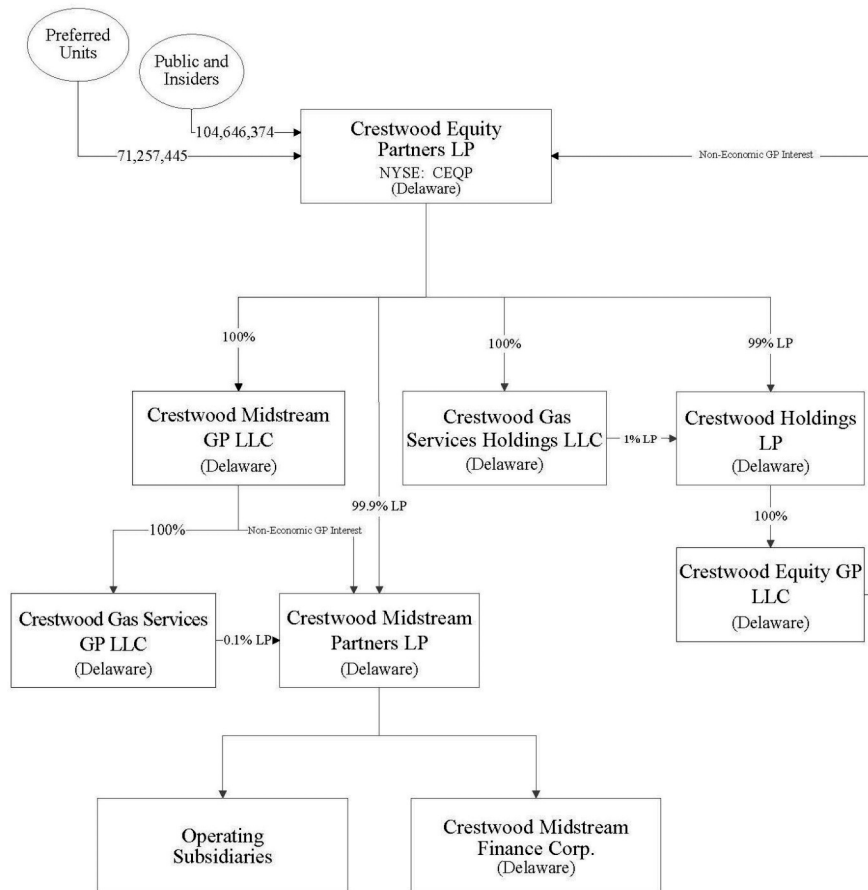 Preferred
Units
Public and
Insiders
104,646,374
71,257,445
Crestwood Equity
Partners LP
NYSE: CEQP
(Delaware)
Non-Economic GP Interest
100%
100%
99% LP
Crestwood Midstream
GP LLC
(Delaware)
Crestwood Gas
Services Holdings LLC
(Delaware)
1% LP
Crestwood Holdings
LP
(Delaware)
99.9% LP
100%
100%
Non-Economic GP Interest
Crestwood Equity GP
LLC
(Delaware)
Crestwood Gas Services
GP LLC
(Delaware)
0.1% LP
Crestwood Midstream
Partners LP
(Delaware)
Operating
Subsidiaries
Crestwood Midstream
Finance Corp.
(Delaware)